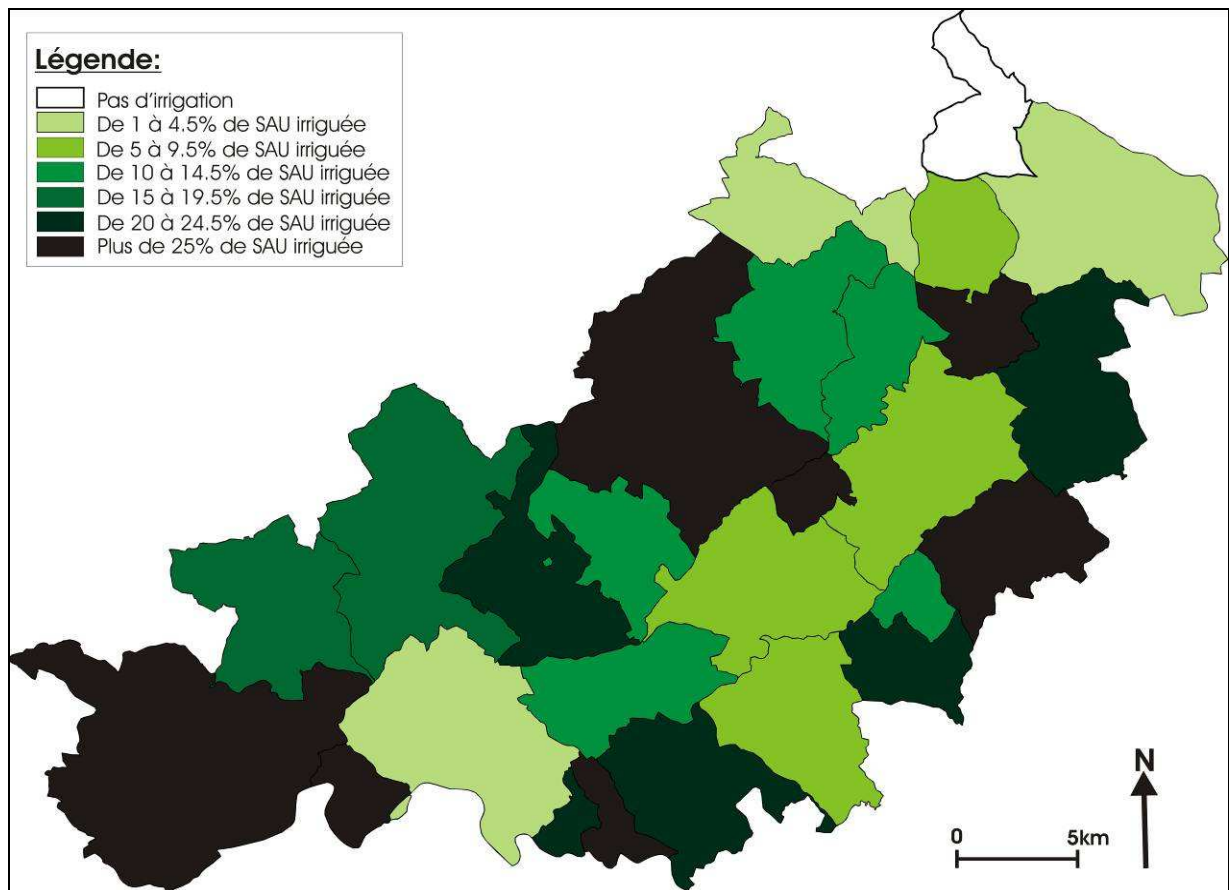 Légende:
Pas d'irrigation
De 1 à 4.5% de SAU irriguée
De 5 à 9.5% de SAU irriguée
De 10 à 14.5% de SAU irriguée
De 15 à 19.5% de SAU irriguée
De 20 à 24.5% de SAU irriguée
Plus de 25% de SAU irriguée
N
0 5km